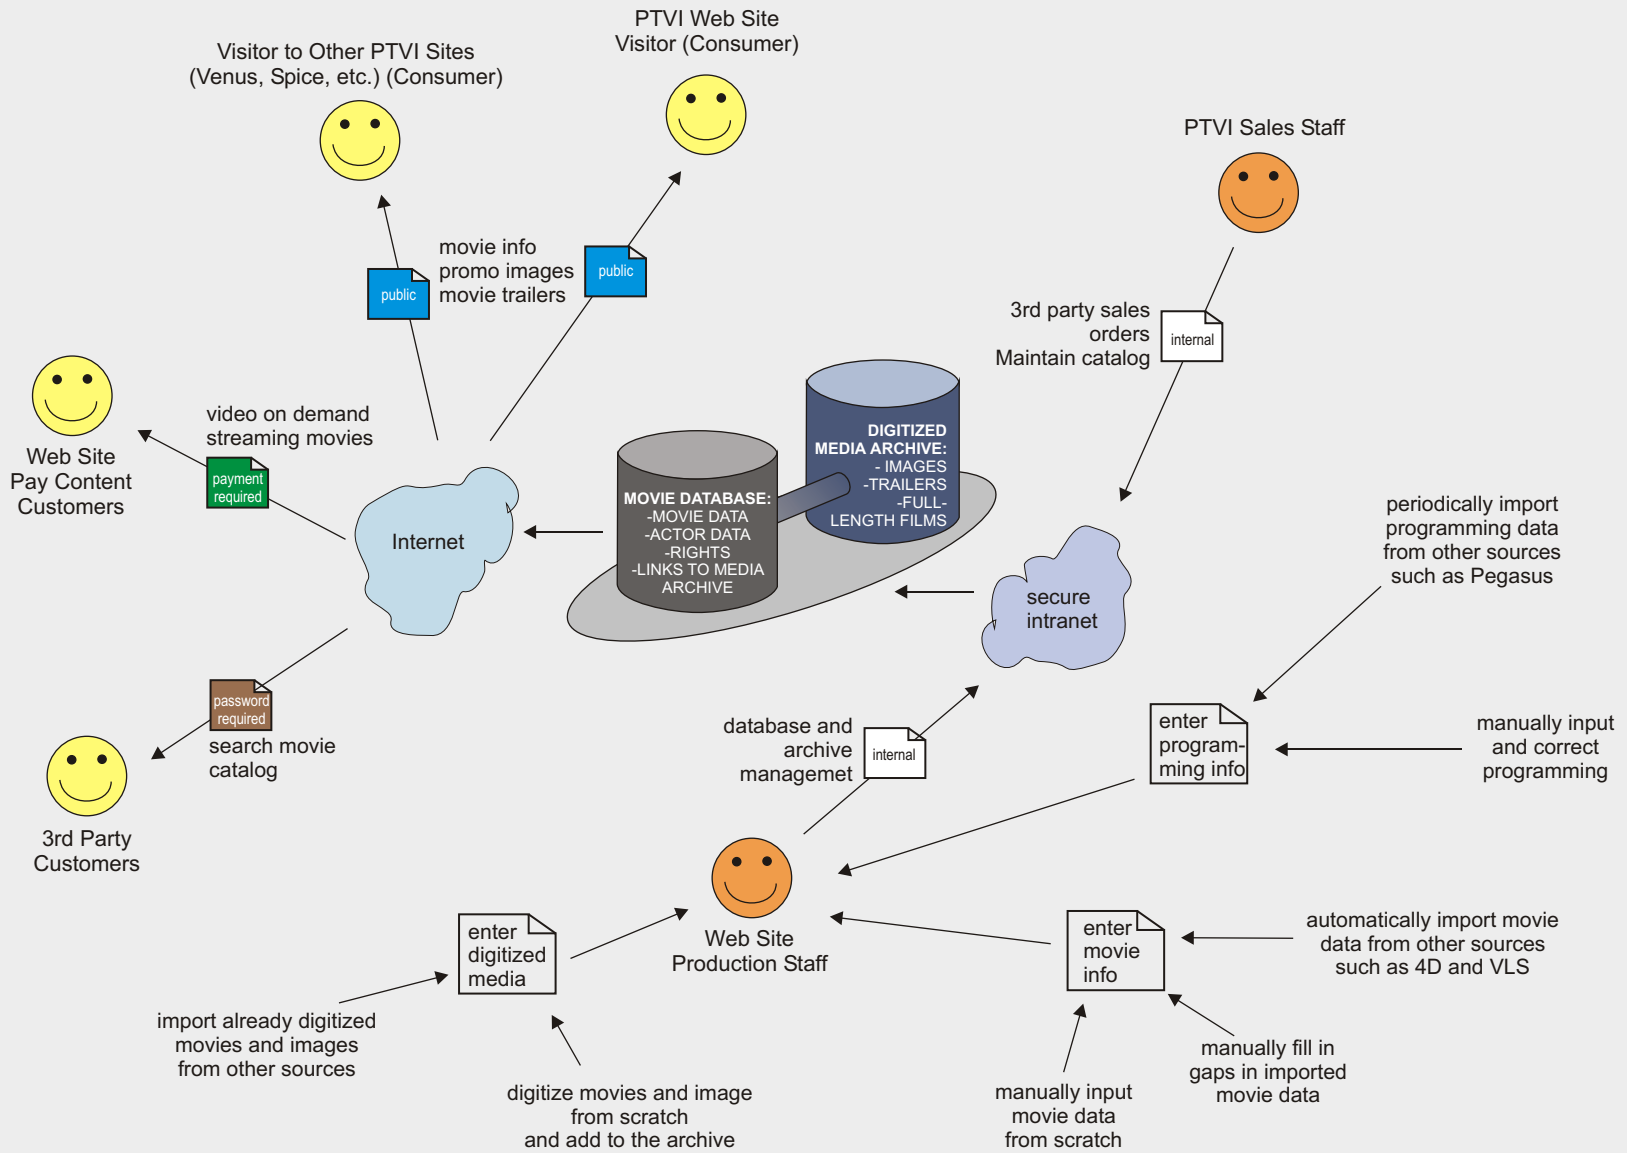 PTVI Web Site
Visitor (Consumer)
Visitor to Other PTVI Sites
(Venus, Spice, etc.) (Consumer)
PTVI Sales Staff
movie info
promo images
movie trailers
public
public
3rd party sales
orders
Maintain catalog
internal
video on demand
streaming movies
payment
required
Web Site
Pay Content
Customers
Internet
MOVIE DATABASE:
-MOVIE DATA
-ACTOR DATA
-RIGHTS
-LINKS TO MEDIA
ARCHIVE
DIGITIZED
MEDIA ARCHIVE:
- IMAGES
-TRAILERS
-FULL-
LENGTH FILMS
secure
intranet
periodically import
programming data
from other sources
such as Pegasus
password
required
search movie
catalog
3rd Party
Customers
database and
archive
managemet
internal
enter
program-
ming info
manually input
and correct
programming
Web Site
Production Staff
enter
digitized
media
enter
movie
info
automatically import movie
data from other sources
such as 4D and VLS
import already digitized
movies and images
from other sources
digitize movies and image
from scratch
and add to the archive
manually input
movie data
from scratch
manually fill in
gaps in imported
movie data